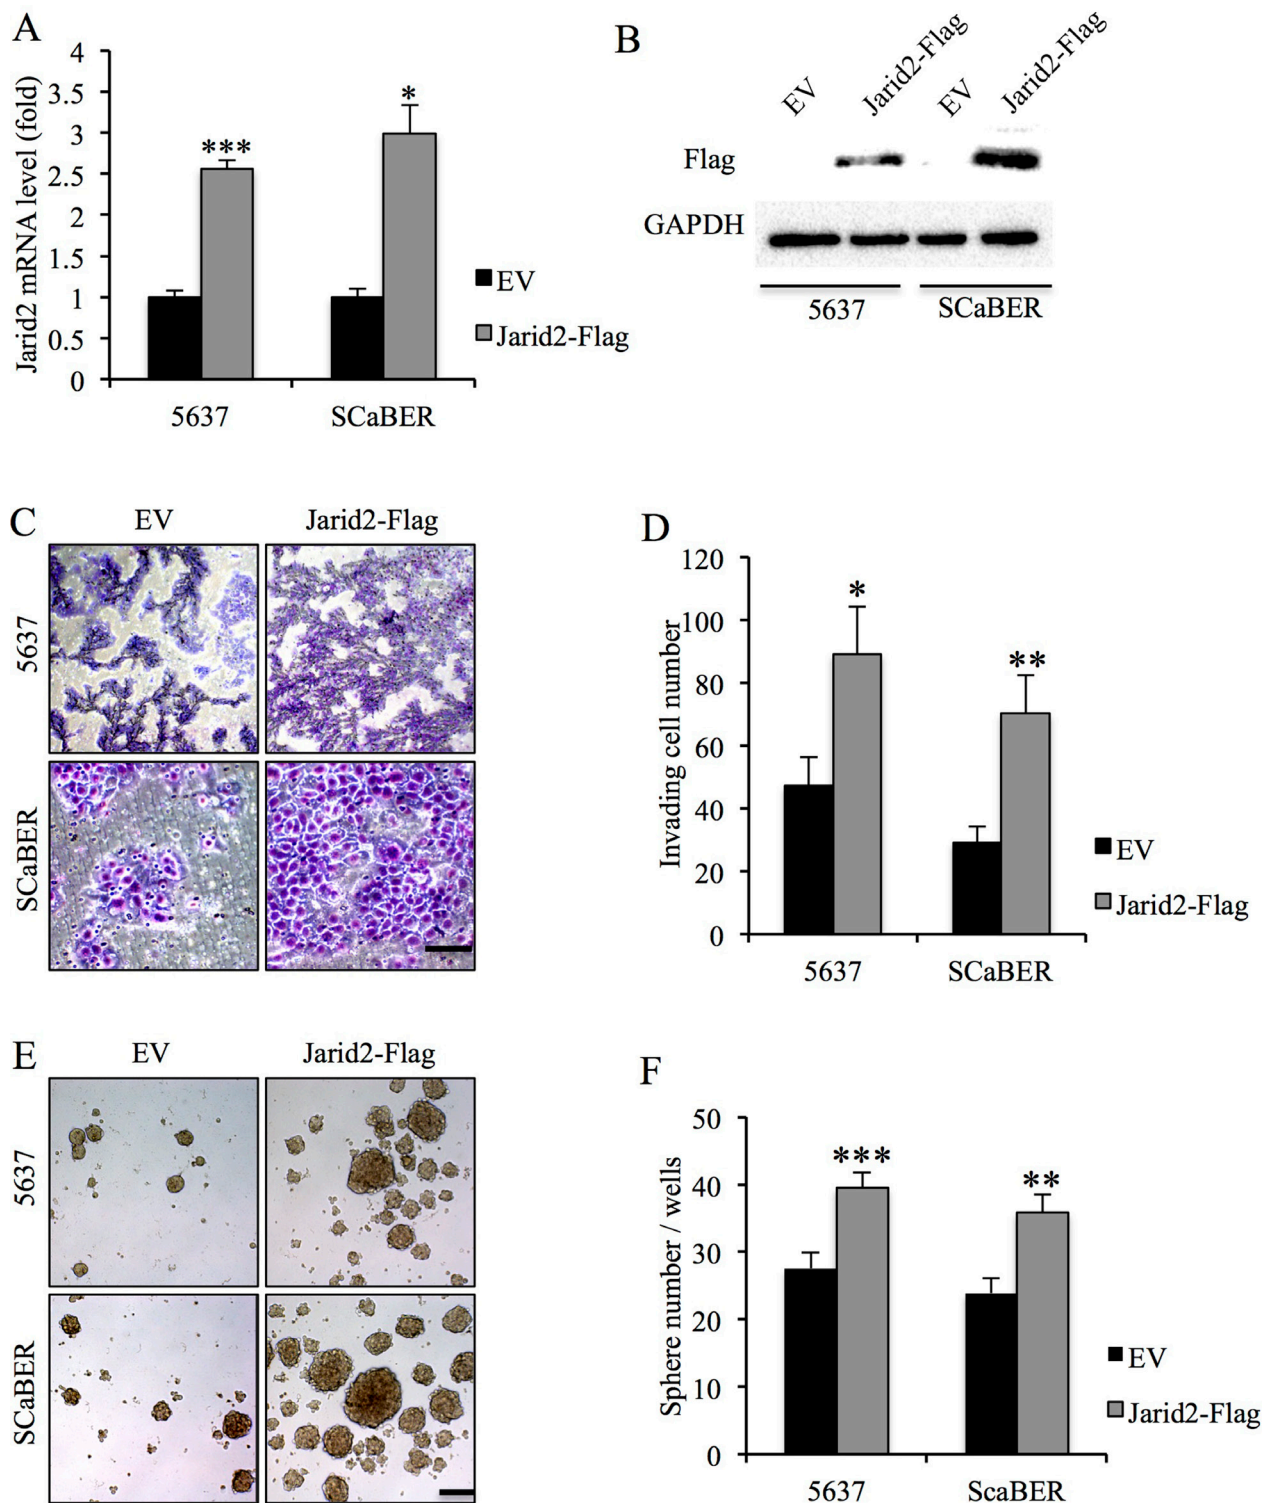 A
Jarid2 mRNA level (fold)
4
3.5
3
2.5
2
1.5
1
0.5
0
***
*
5637
SCaBER
EV
Jarid2-Flag
B
EV
Jarid2-Flag
EV
Jarid2-Flag
Flag
GAPDH
5637
SCaBER
C
EV
Jarid2-Flag
5637
SCaBER
D
Invading cell number
120
100
80
60
40
20
0
*
**
5637
SCaBER
EV
Jarid2-Flag
E
EV
Jarid2-Flag
5637
SCaBER
F
Sphere number / wells
50
40
30
20
10
0
***
**
5637
ScaBER
EV
Jarid2-Flag